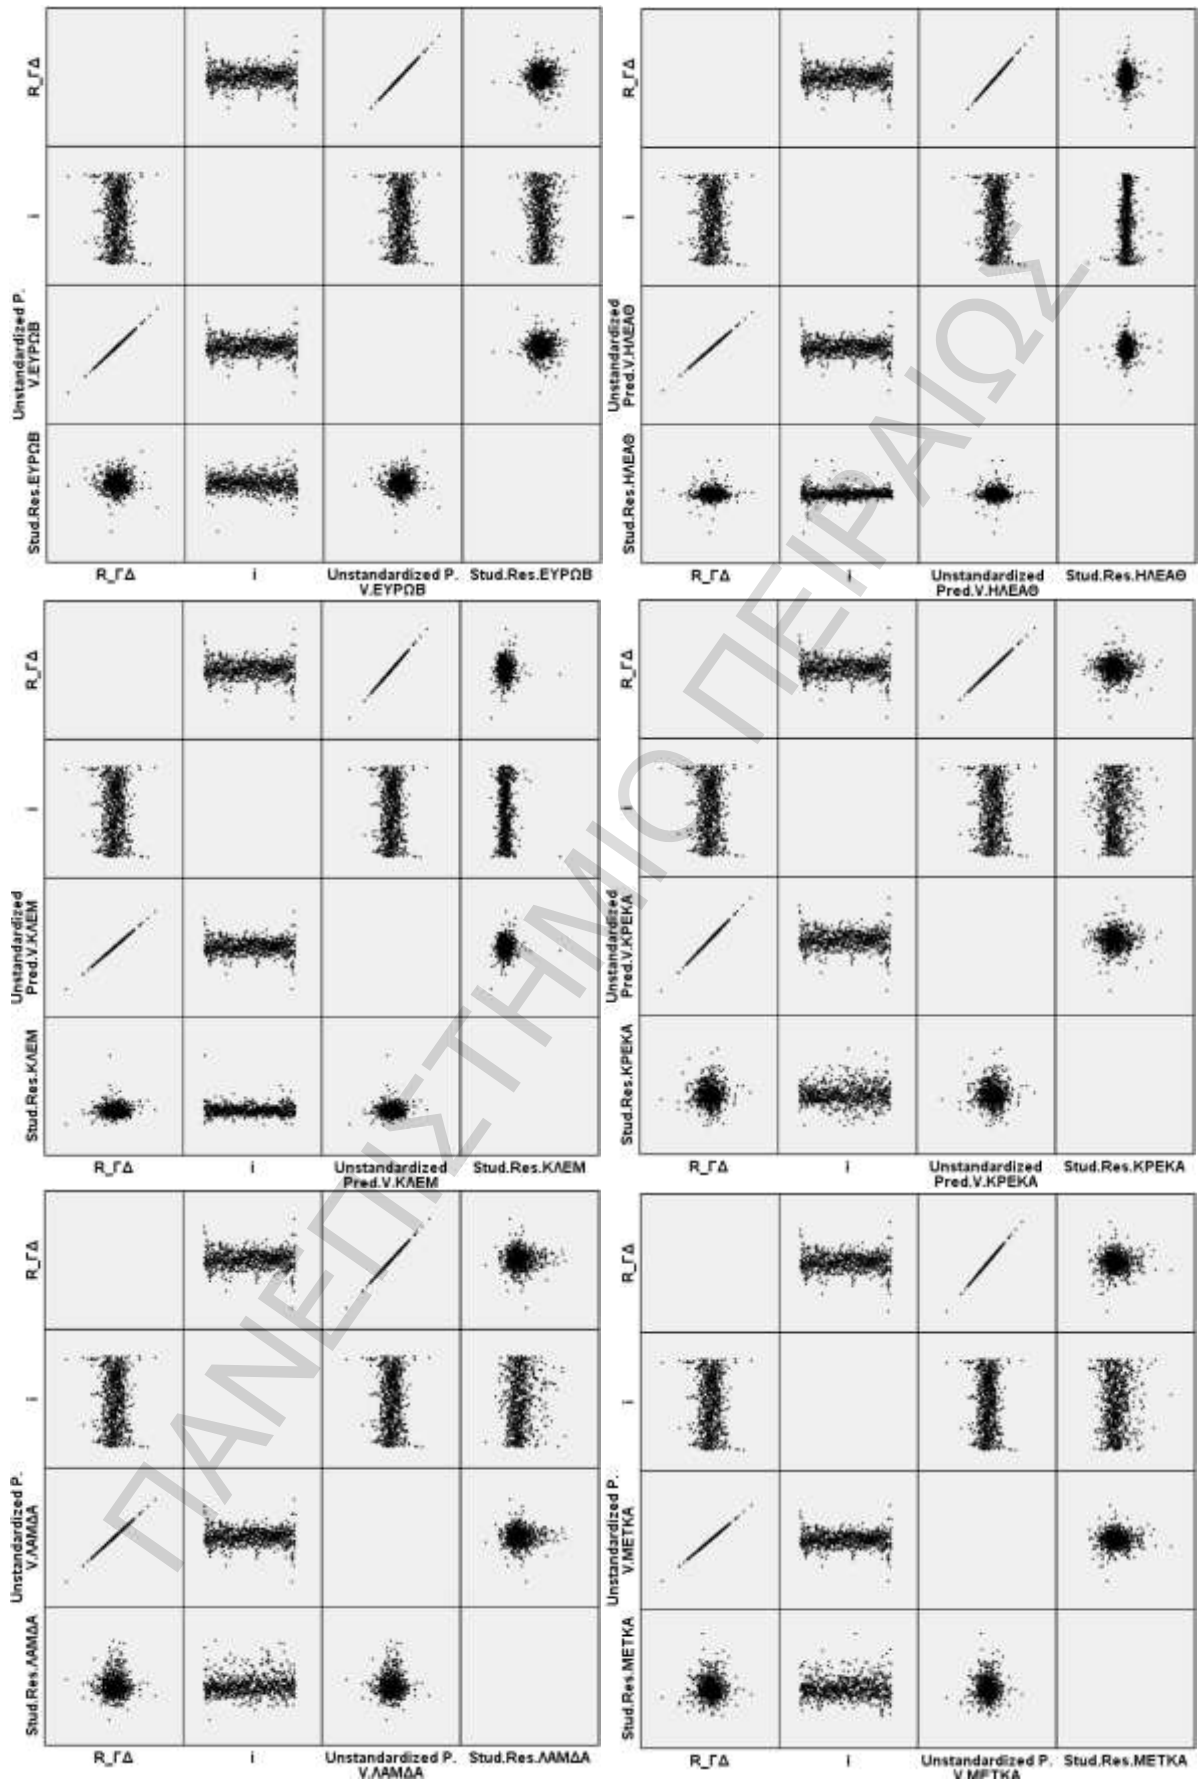 R_ΓΔ
i
Unstandardized P.
V.ΕΥΡΩΒ
Stud.Res.ΕΥΡΩΒ
R_ΓΔ
i
Unstandardized P.
V.ΕΥΡΩΒ
Stud.Res.ΕΥΡΩΒ
R_ΓΔ
i
Unstandardized
Pred.V.ΗΛΕΑΘ
Stud.Res.ΗΛΕΑΘ
R_ΓΔ
i
Unstandardized
Pred.V.ΗΛΕΑΘ
Stud.Res.ΗΛΕΑΘ
R_ΓΔ
i
Unstandardized
Pred.V.ΚΛΕΜ
Stud.Res.ΚΛΕΜ
R_ΓΔ
i
Unstandardized
Pred.V.ΚΛΕΜ
Stud.Res.ΚΛΕΜ
R_ΓΔ
i
Unstandardized
Pred.V.ΚΡΕΚΑ
Stud.Res.ΚΡΕΚΑ
R_ΓΔ
i
Unstandardized
Pred.V.ΚΡΕΚΑ
Stud.Res.ΚΡΕΚΑ
R_ΓΔ
i
Unstandardized P.
V.ΛΑΜΔΑ
Stud.Res.ΛΑΜΔΑ
R_ΓΔ
i
Unstandardized P.
V.ΛΑΜΔΑ
Stud.Res.ΛΑΜΔΑ
R_ΓΔ
i
Unstandardized P.
V.ΜΕΤΚΑ
Stud.Res.ΜΕΤΚΑ
R_ΓΔ
i
Unstandardized P.
V.ΜΕΤΚΑ
Stud.Res.ΜΕΤΚΑ
ΠΑΝΕΠΙΣΤΗΜΙΟ ΠΕΙΡΑΙΩΣ